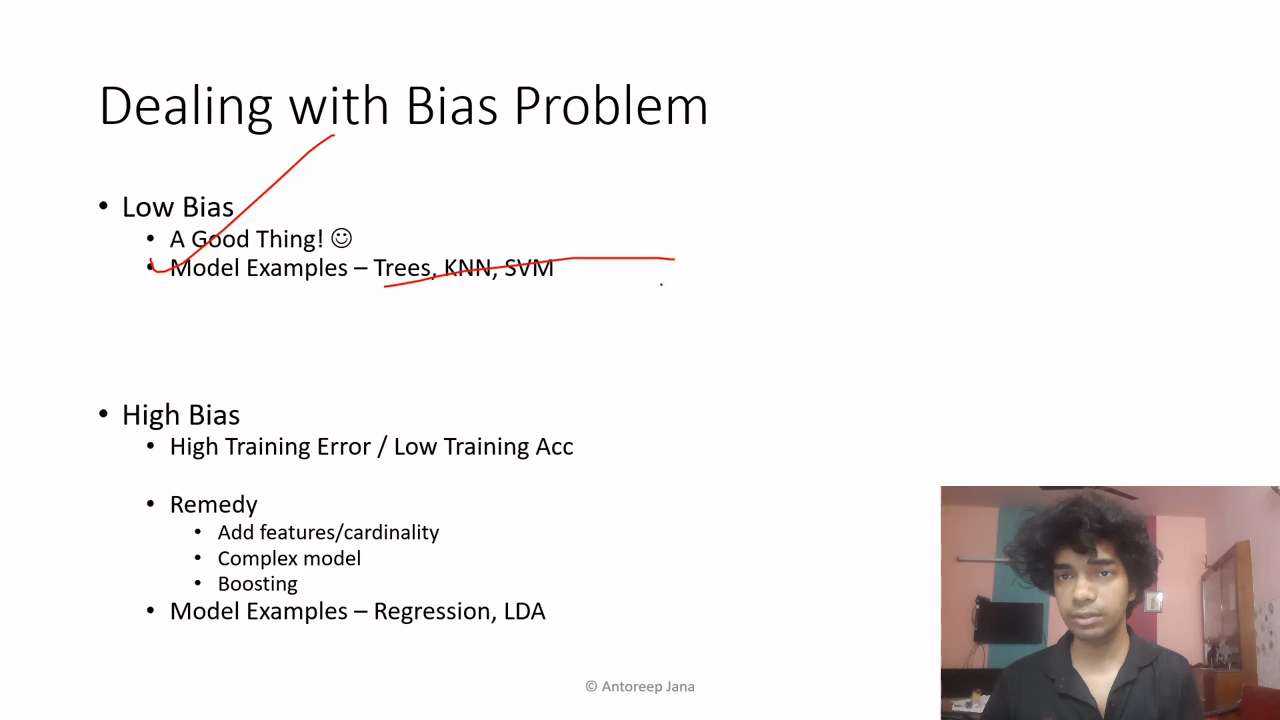 Dealing with Bias Problem
• Low Bias
• A Good Thing! ☺
• Model Examples – Trees, KNN, SVM
• High Bias
• High Training Error / Low Training Acc
• Remedy
• Add features/cardinality
• Complex model
• Boosting
• Model Examples – Regression, LDA
© Antoreep Jana